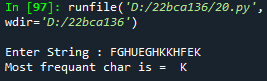 In [97]: runfile('D:/22bca136/20.py',
wdir='D:/22bca136')
Enter String : FGHUEGHKKHFEK
Most frequant char is =  K